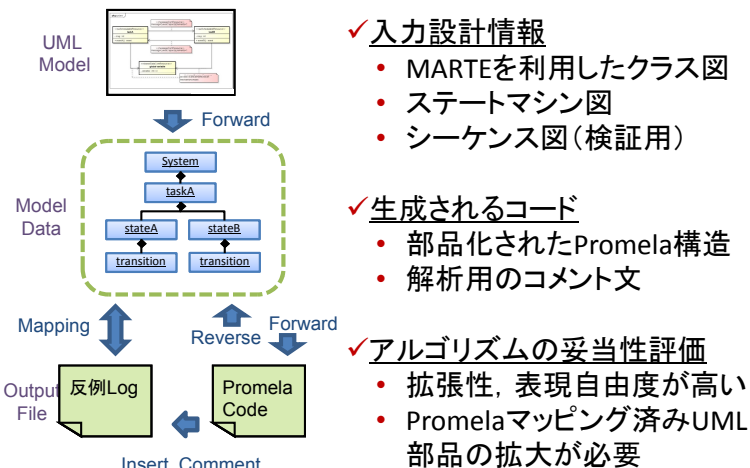 UML
Model
Forward
System
taskA
stateA
stateB
transition
transition
Model
Data
Mapping
Reverse
Forward
Output
File
反例Log
Promela
Code
Insert Comment
✓入力設計情報
• MARTEを利用したクラス図
• ステートマシン図
• シーケンス図(検証用)
✓生成されるコード
• 部品化されたPromela構造
• 解析用のコメント文
✓アルゴリズムの妥当性評価
• 拡張性，表現自由度が高い
• Promelaマッピング済みUML
部品の拡大が必要